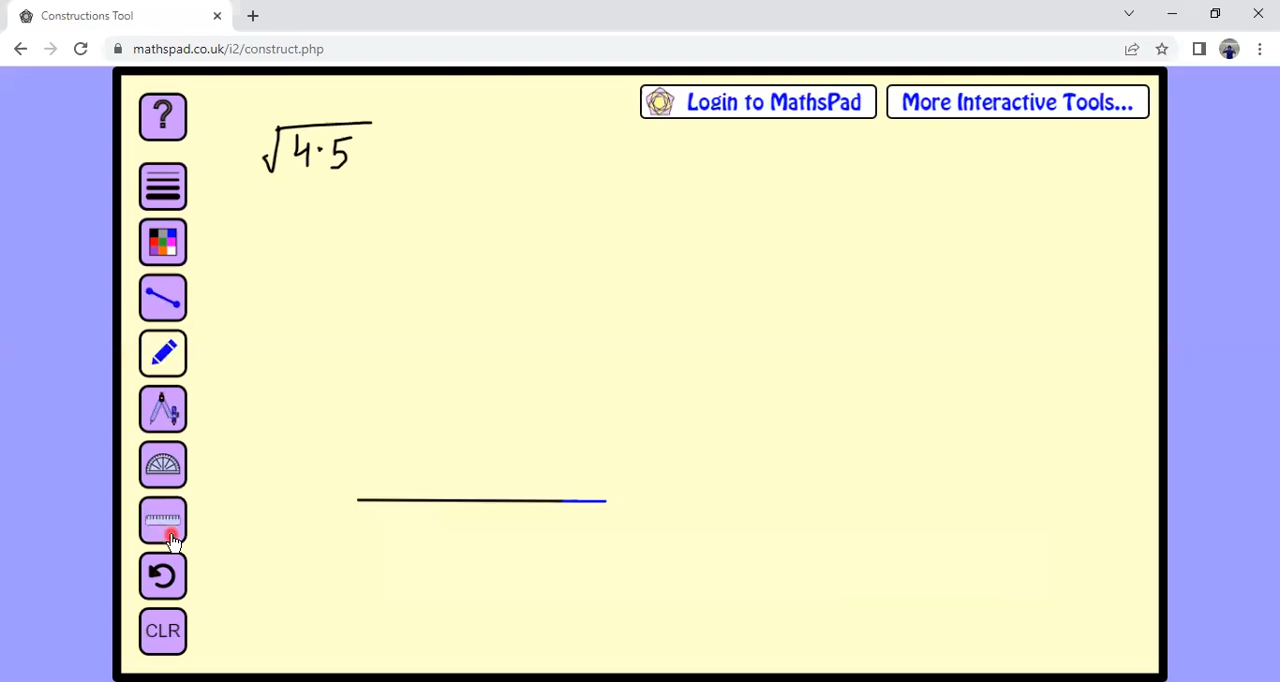 Constructions Tool
mathspad.co.uk/i2/construct.php
?
Login to MathsPad
More Interactive Tools...
√4·5
CLR